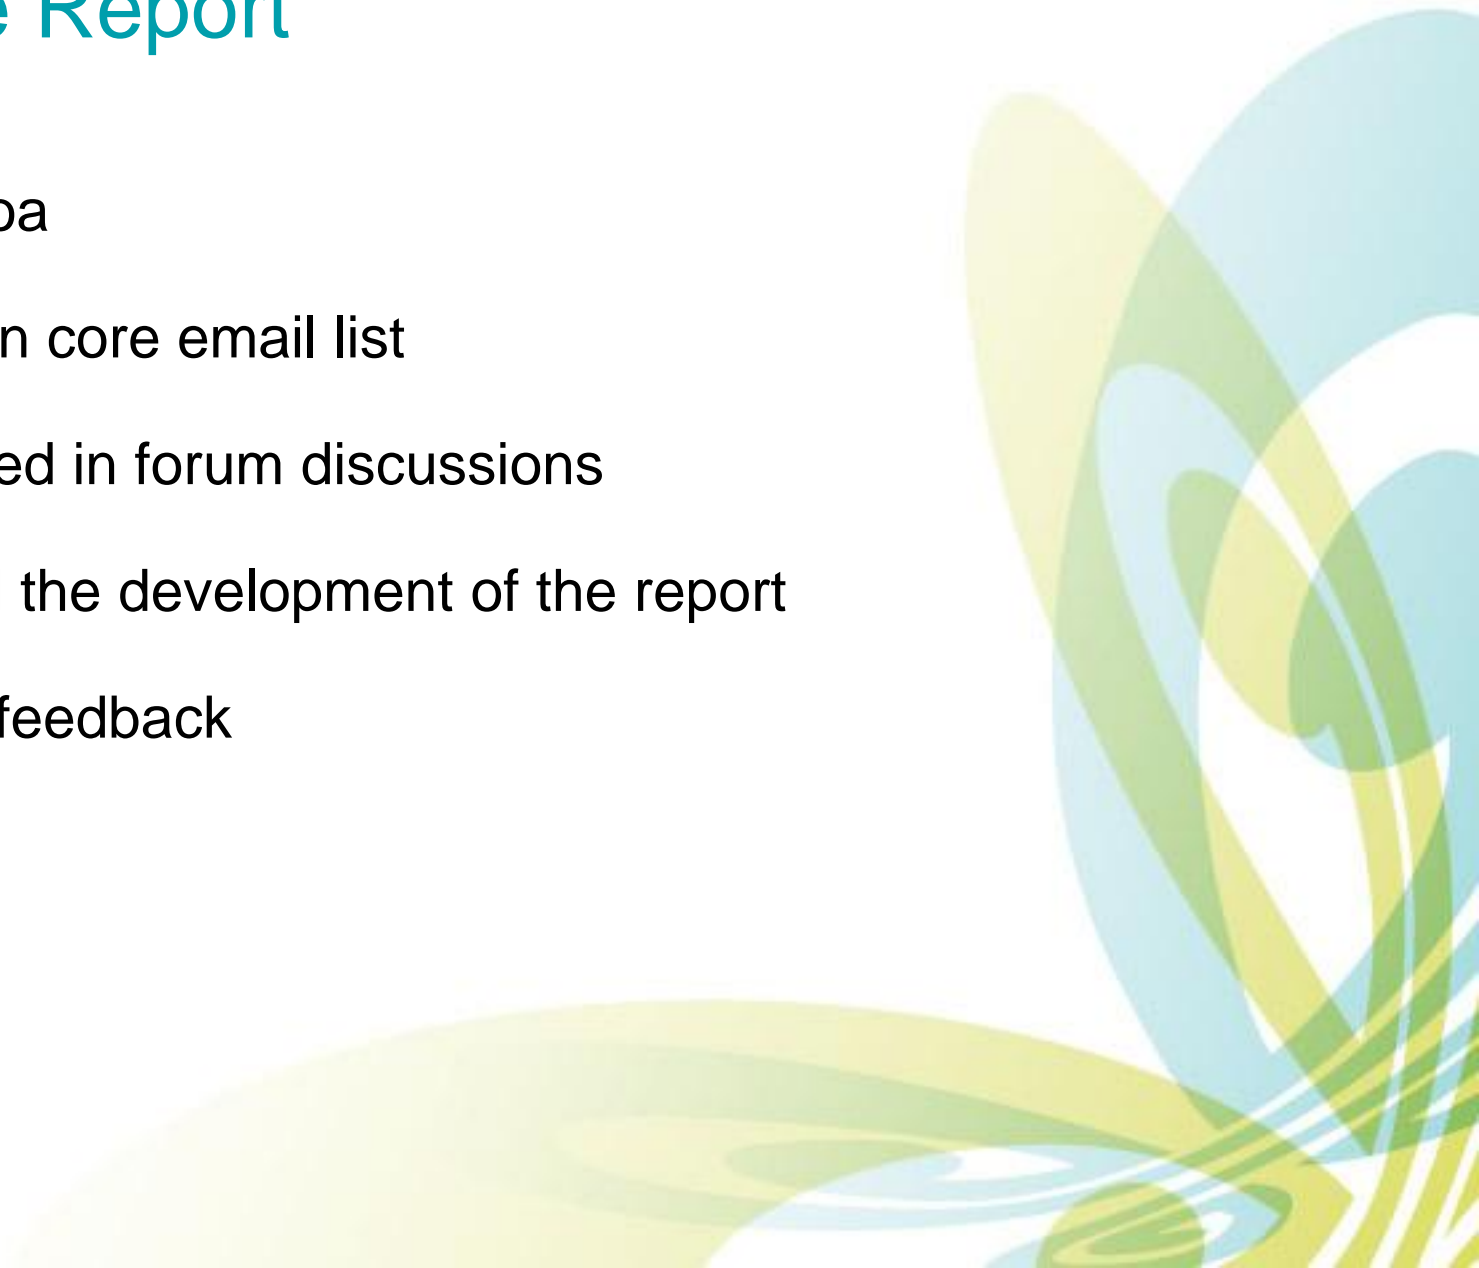 e Report
oa
n core email list
ed in forum discussions
the development of the report
feedback